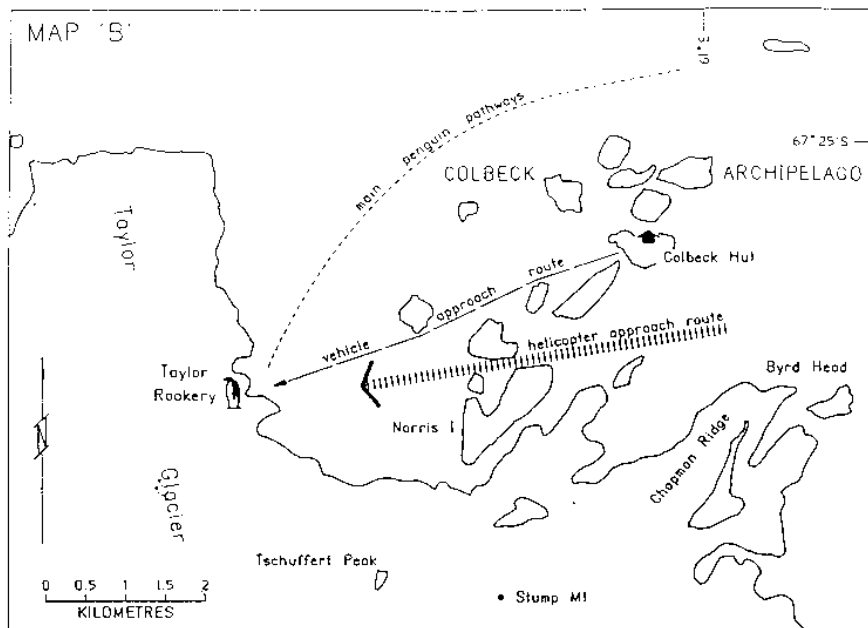 MAP 'B'
61°E
67°25'S
main penguin pathways
COLBECK ARCHIPELAGO
Taylor
Colbeck Hut
vehicle approach route
helicopter approach route
Taylor
Rookery
Byrd Head
Norris I
Chapman Ridge
Glacier
Tschuffert Peak
Stump Mt
0 0.5 1 1.5 2
KILOMETRES
N